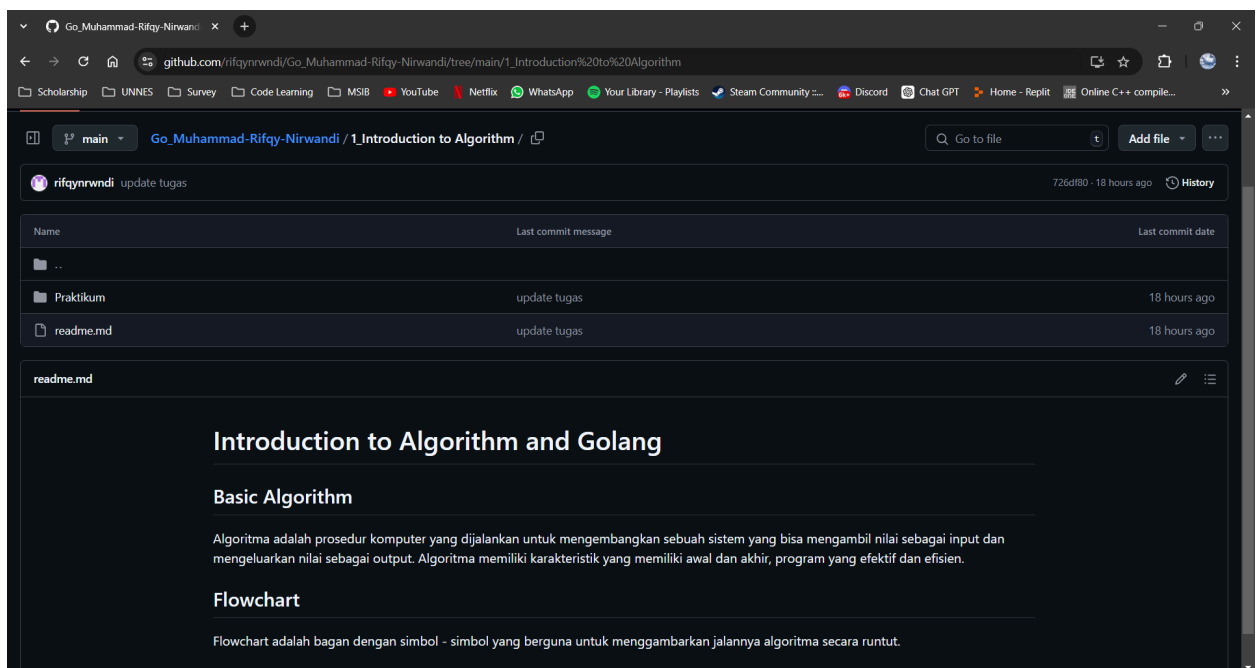 Go_Muhammad-Rifqy-Nirwand
github.com/rifqynrwndi/Go_Muhammad-Rifqy-Nirwandi/tree/main/1_Introduction%20to%20Algorithm
Scholarship UNNES Survey Code Learning MSIB YouTube Netflix WhatsApp Your Library - Playlists Steam Community ::... Discord Chat GPT Home - Replit Online C++ compile... »
main Go_Muhammad-Rifqy-Nirwandi / 1_Introduction to Algorithm / Go to file t Add file
rifqynrwndi update tugas 726df80 · 18 hours ago History
Name Last commit message Last commit date
..
Praktikum update tugas 18 hours ago
readme.md update tugas 18 hours ago
readme.md
Introduction to Algorithm and Golang
Basic Algorithm
Algoritma adalah prosedur komputer yang dijalankan untuk mengembangkan sebuah sistem yang bisa mengambil nilai sebagai input dan
mengeluarkan nilai sebagai output. Algoritma memiliki karakteristik yang memiliki awal dan akhir, program yang efektif dan efisien.
Flowchart
Flowchart adalah bagan dengan simbol - simbol yang berguna untuk menggambarkan jalannya algoritma secara runtut.